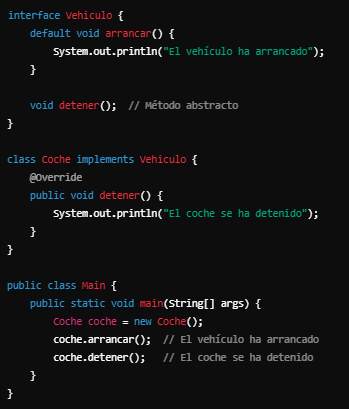 interface Vehiculo {
    default void arrancar() {
        System.out.println("El vehículo ha arrancado");
    }

    void detener();  // Método abstracto
}

class Coche implements Vehiculo {
    @Override
    public void detener() {
        System.out.println("El coche se ha detenido");
    }
}

public class Main {
    public static void main(String[] args) {
        Coche coche = new Coche();
        coche.arrancar();  // El vehículo ha arrancado
        coche.detener();   // El coche se ha detenido
    }
}